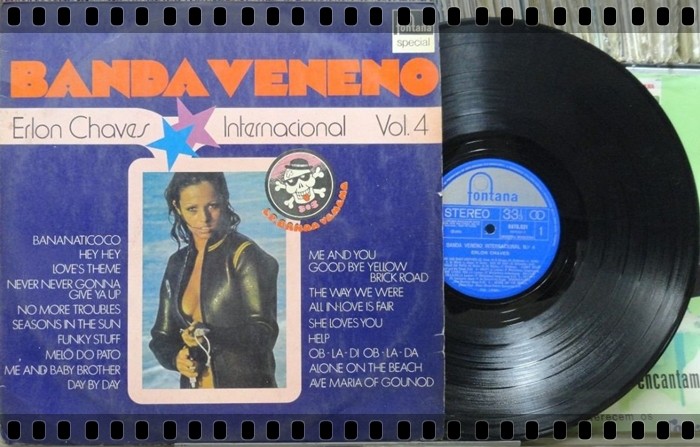 fontana
special
BANDA VENENO
Erlon Chaves Internacional Vol. 4
BANANATICOCO
HEY HEY
LOVE'S THEME
NEVER NEVER GONNA
GIVE YA UP
NO MORE TROUBLES
SEASONS IN THE SUN
FUNKY STUFF
MELÔ DO PATO
ME AND BABY BROTHER
DAY BY DAY
ME AND YOU
GOOD BYE YELLOW
BRICK ROAD
THE WAY WE WERE
ALL IN LOVE IS FAIR
SHE LOVES YOU
HELP
OB·LA·DI OB·LA·DA
ALONE ON THE BEACH
AVE MARIA OF GOUNOD
fontana
STEREO 33⅓
1
BANDA VENENO INTERNACIONAL N.º 4
ERLON CHAVES
encantam